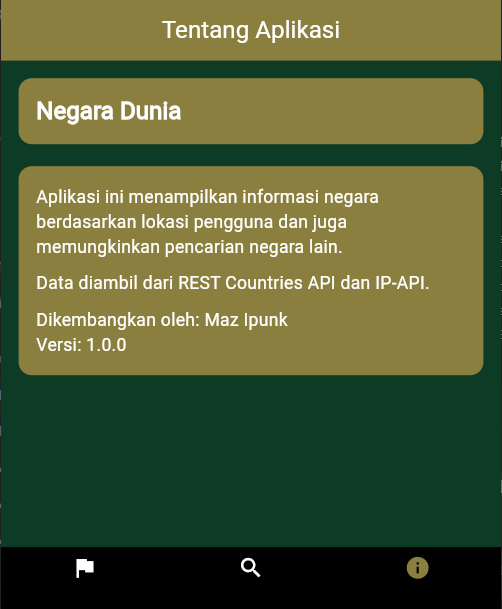 Tentang Aplikasi
Negara Dunia
Aplikasi ini menampilkan informasi negara
berdasarkan lokasi pengguna dan juga
memungkinkan pencarian negara lain.
Data diambil dari REST Countries API dan IP-API.
Dikembangkan oleh: Maz Ipunk
Versi: 1.0.0